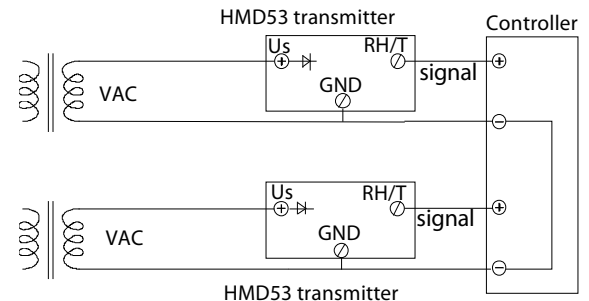 HMD53 transmitter
Controller
Us
RH/T
+
signal
VAC
GND
-
Us
RH/T
+
signal
VAC
GND
-
HMD53 transmitter